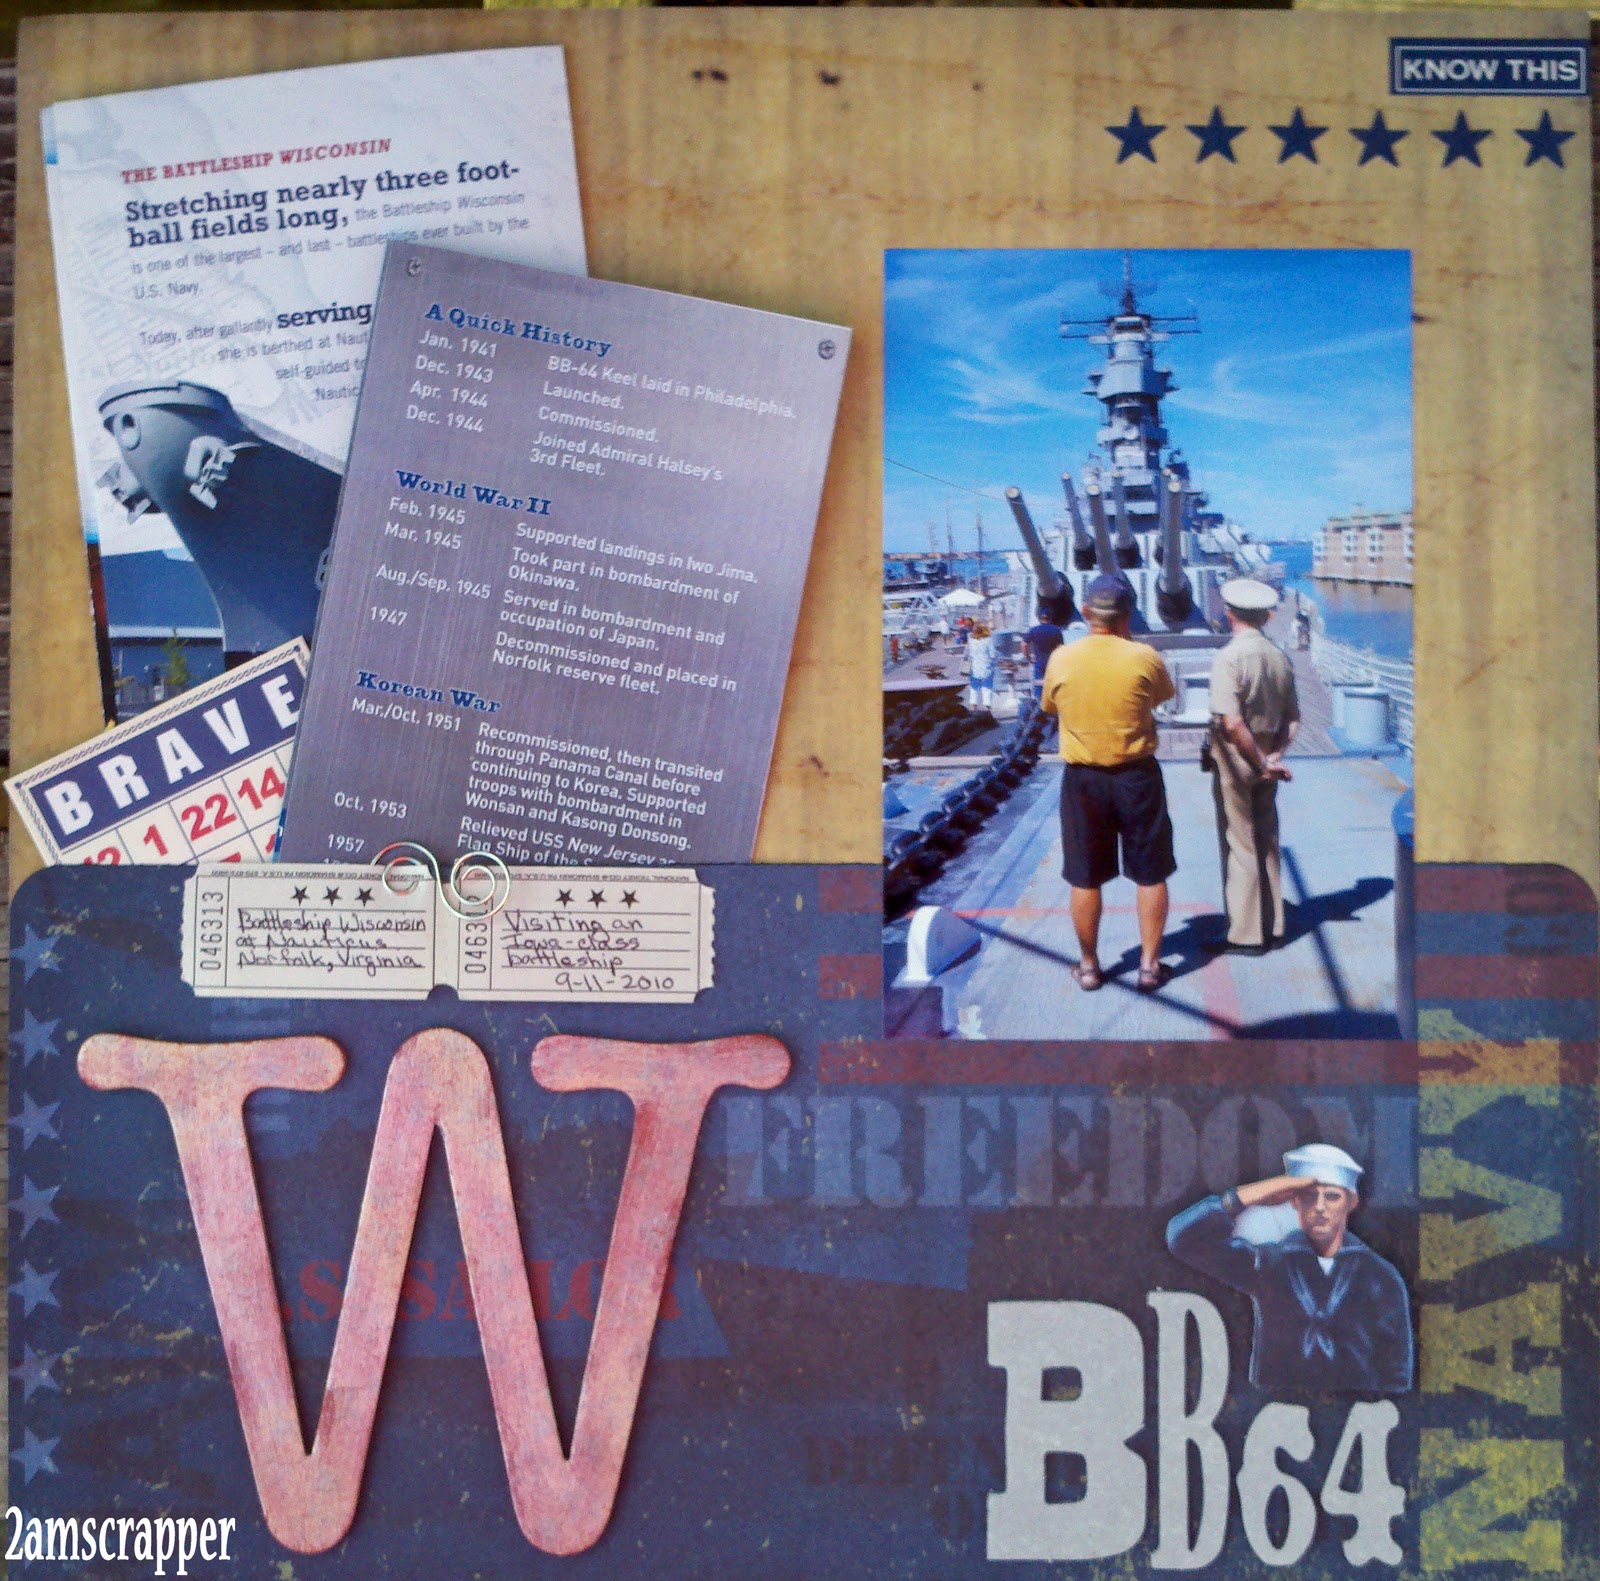 KNOW THIS
THE BATTLESHIP WISCONSIN
Stretching nearly three foot-
ball fields long, the Battleship Wisconsin
is one of the largest – and last – battleships ever built by the
U.S. Navy.
Today, after gallantly serving
she is berthed at
self-guided
A Quick History
Jan. 1941 BB-64 Keel laid in Philadelphia.
Dec. 1943 Launched.
Apr. 1944 Commissioned.
Dec. 1944 Joined Admiral Halsey's
3rd Fleet.
World War II
Feb. 1945 Supported landings in Iwo Jima.
Mar. 1945 Took part in bombardment of
Okinawa.
Aug./Sep. 1945 Served in bombardment and
occupation of Japan.
1947 Decommissioned and placed in
Norfolk reserve fleet.
Korean War
Mar./Oct. 1951 Recommissioned, then transited
through Panama Canal before
continuing to Korea. Supported
troops with bombardment in
Wonsan and Kasong Donsong.
Oct. 1953 Relieved USS New Jersey as
1957 Flag Ship of the
BRAVE
1 22 14
046313
Battleship Wisconsin
at Nauticus
Norfolk, Virginia
Visiting an
Iowa-class
battleship
9-11-2010
W
FREEDOM
NAVY
BB64
2amscrapper